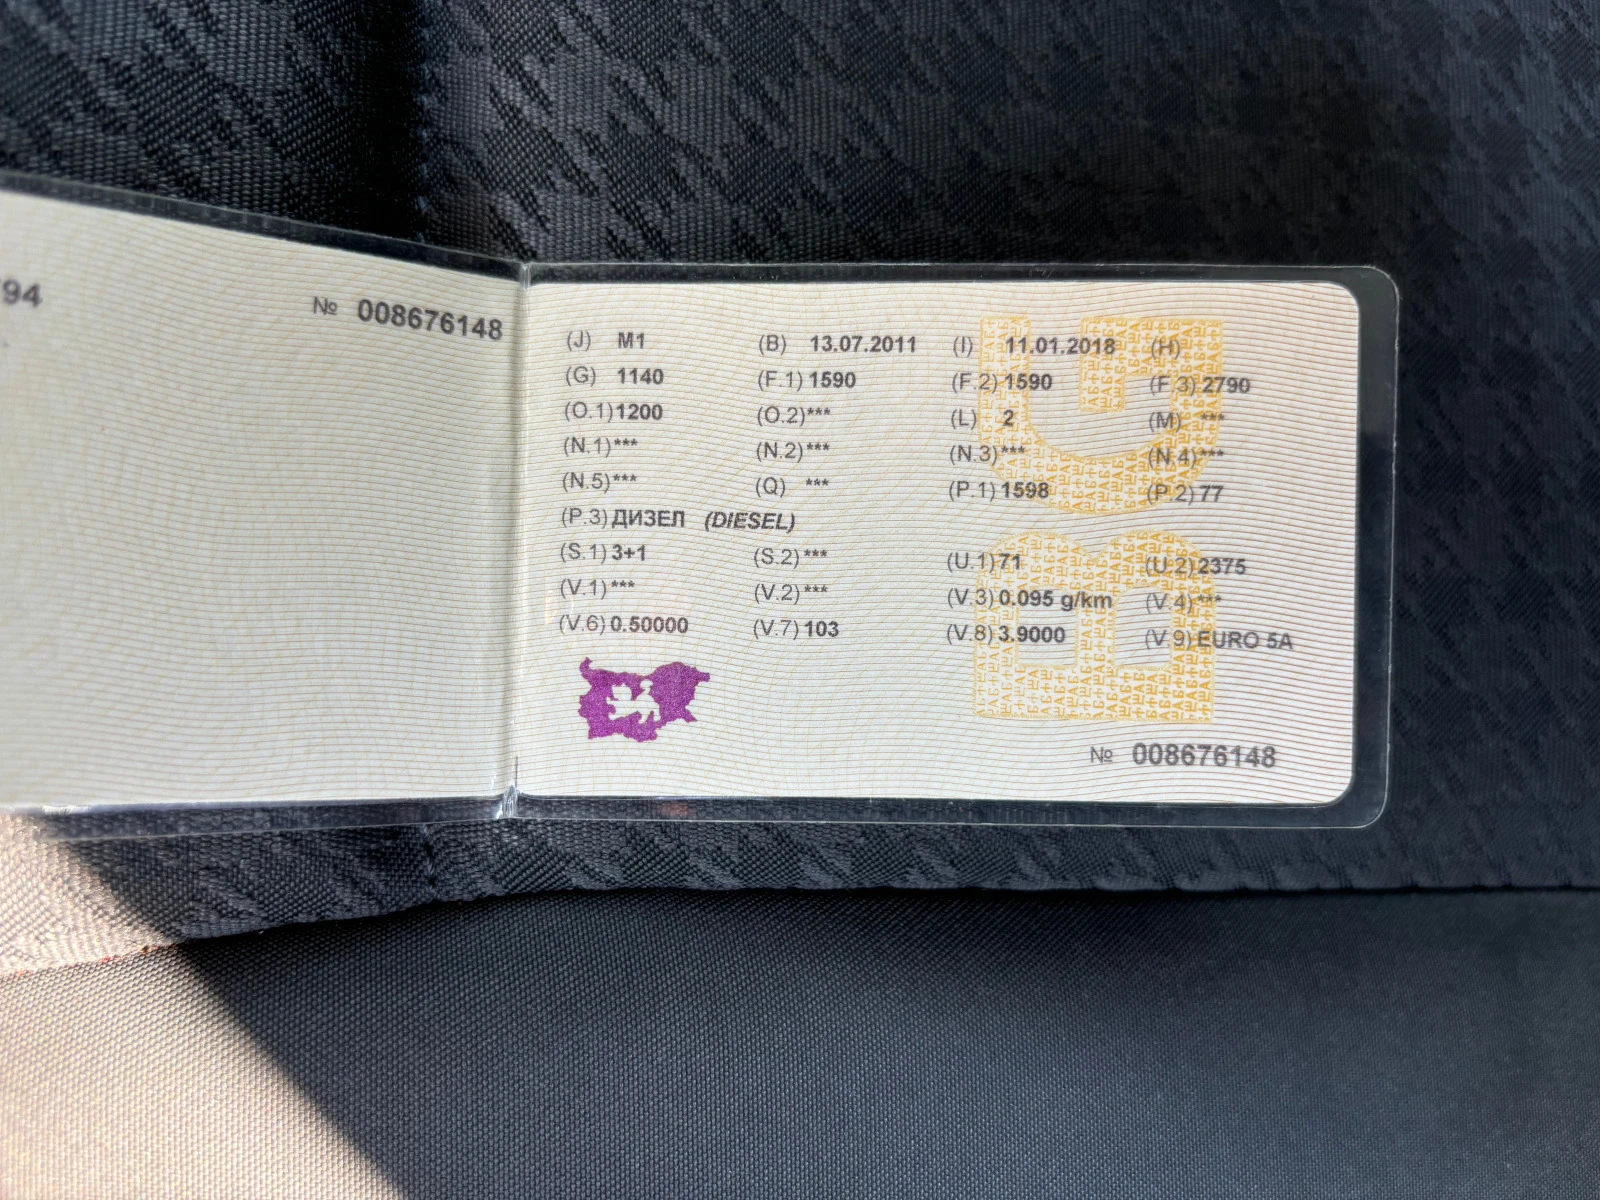 94
№ 008676148
(J) M1 (B) 13.07.2011 (I) 11.01.2018 (H)
(G) 1140 (F.1) 1590 (F.2) 1590 (F.3) 2790
(O.1) 1200 (O.2) *** (L) 2 (M) ***
(N.1) *** (N.2) *** (N.3) *** (N.4) ***
(N.5) *** (Q) *** (P.1) 1598 (P.2) 77
(P.3) ДИЗЕЛ (DIESEL)
(S.1) 3+1 (S.2) *** (U.1) 71 (U.2) 2375
(V.1) *** (V.2) *** (V.3) 0.095 g/km (V.4) ***
(V.6) 0.50000 (V.7) 103 (V.8) 3.9000 (V.9) EURO 5A
№ 008676148